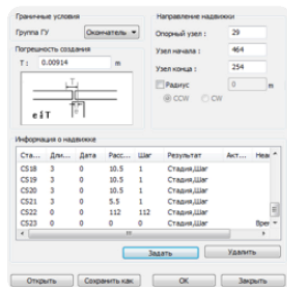 Граничные условия
Группа ГУ
Окончатель
Погрешность создания
T : 0.00914 m
T
e i T
Направление надвижки
Опорный узел : 29
Узел начала : 464
Узел конца : 254
Радиус 0 m
CCW CW
Информация о надвижке
Ста... Дли... Дата Расс... Шаг Результат Акт... Неак
CS18 3 0 10.5 1 Стадия,Шаг
CS19 3 0 10.5 1 Стадия,Шаг
CS20 3 0 10.5 1 Стадия,Шаг
CS21 3 0 5.5 1 Стадия,Шаг
CS22 0 0 112 112 Стадия,Шаг
CS23 0 0 0 0 Стадия,Шаг Врем
Задать Удалить
Открыть Сохранить как OK Закрыть